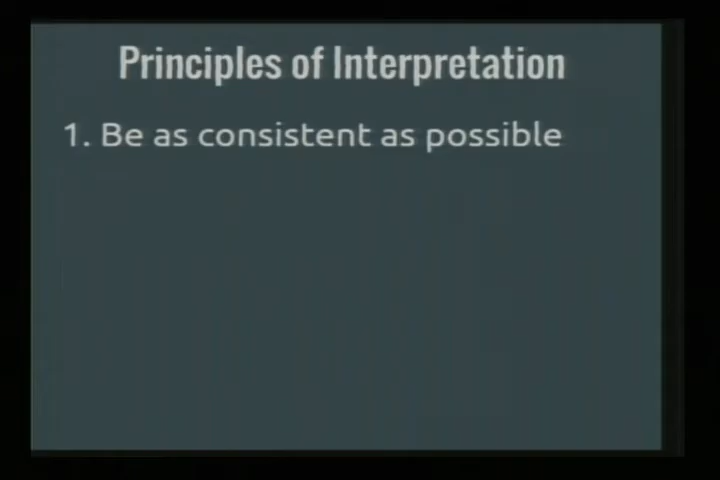 Principles of Interpretation
1. Be as consistent as possible